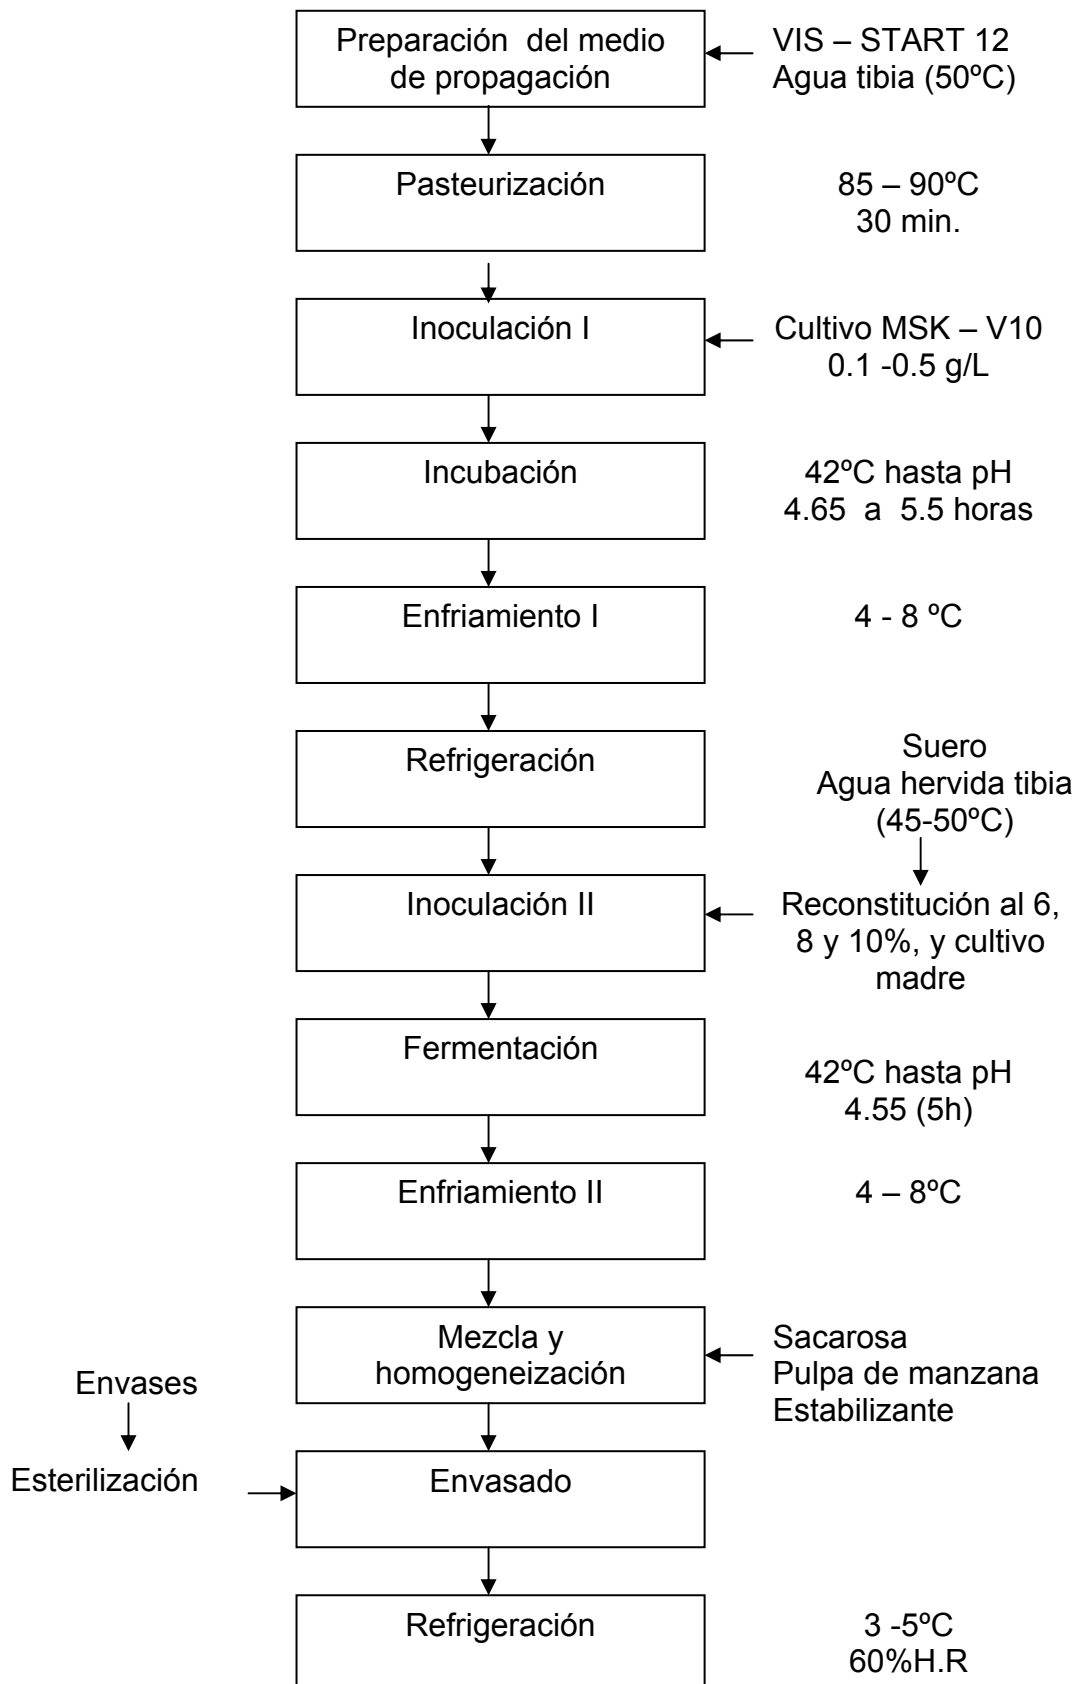 Preparación del medio
de propagación
VIS – START 12
Agua tibia (50ºC)
Pasteurización
85 – 90ºC
30 min.
Inoculación I
Cultivo MSK – V10
0.1 -0.5 g/L
Incubación
42ºC hasta pH
4.65 a 5.5 horas
Enfriamiento I
4 - 8 ºC
Refrigeración
Suero
Agua hervida tibia
(45-50ºC)
Inoculación II
Reconstitución al 6,
8 y 10%, y cultivo
madre
Fermentación
42ºC hasta pH
4.55 (5h)
Enfriamiento II
4 – 8ºC
Mezcla y
homogeneización
Sacarosa
Pulpa de manzana
Estabilizante
Envases
Esterilización
Envasado
Refrigeración
3 -5ºC
60%H.R